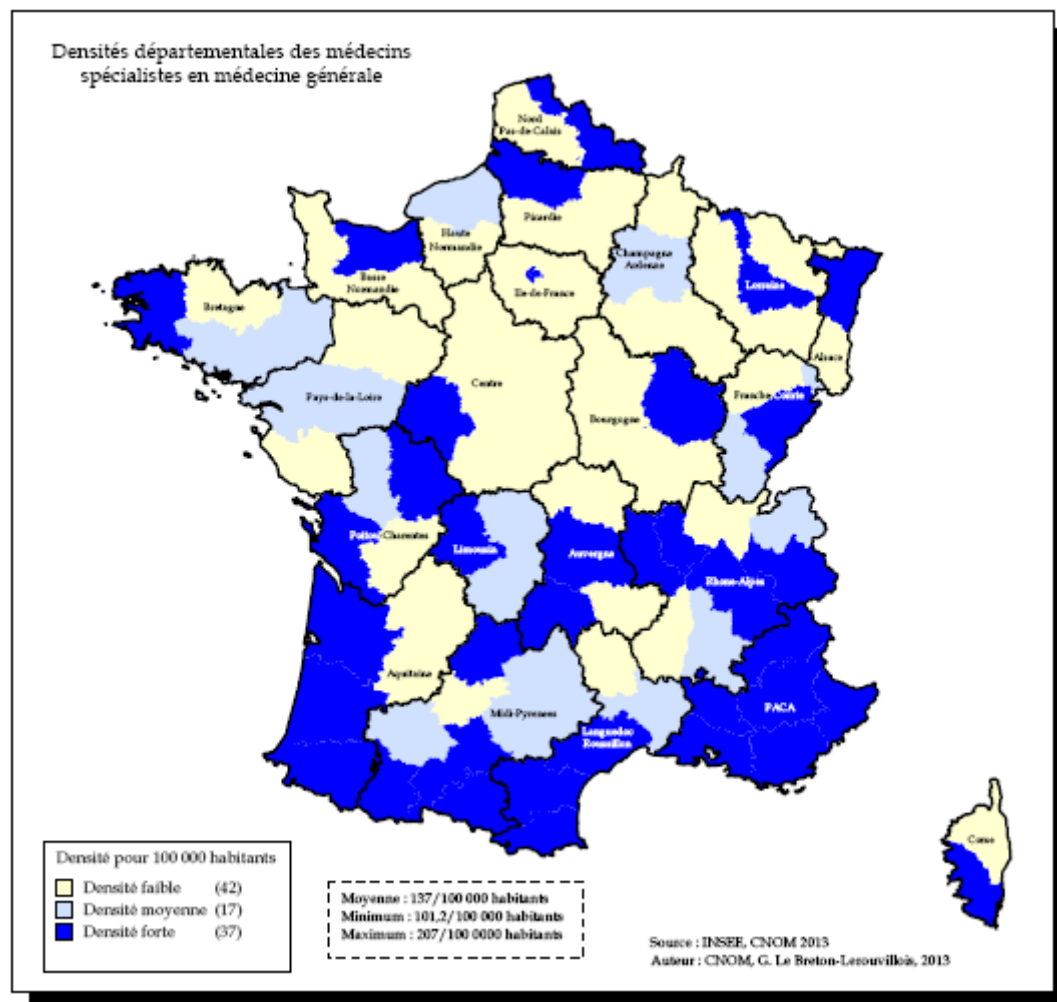 Densités départementales des médecins
spécialistes en médecine générale
Nord
Pas-de-Calais
Picardie
Haute
Normandie
Basse
Normandie
Champagne
Ardenne
Lorraine
Ile-de-France
Bretagne
Alsace
Pays-de-la-Loire
Centre
Franche-Comté
Bourgogne
Poitou-Charentes
Limousin
Auvergne
Rhone-Alpes
Aquitaine
Midi-Pyrenees
PACA
Languedoc
Roussillon
Corse
Densité pour 100 000 habitants
Densité faible (42)
Densité moyenne (17)
Densité forte (37)
Moyenne : 137/100 000 habitants
Minimum : 101,2/100 000 habitants
Maximum : 207/100 0000 habitants
Source : INSEE, CNOM 2013
Auteur : CNOM, G. Le Breton-Lerouvillois, 2013